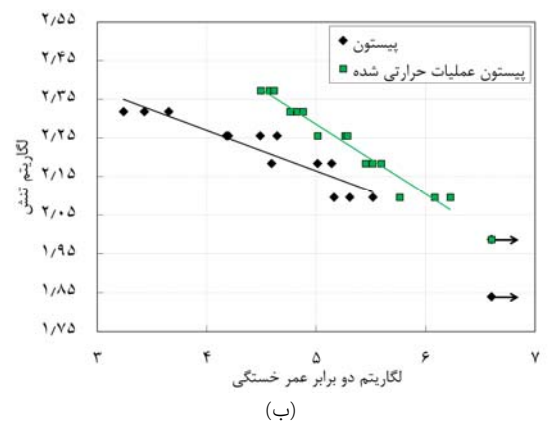 ۲٫۵۵
۲٫۴۵
۲٫۳۵
۲٫۲۵
۲٫۱۵
۲٫۰۵
۱٫۹۵
۱٫۸۵
۱٫۷۵
لگاریتم تنش
پیستون
پیستون عملیات حرارتی شده
۳ ۴ ۵ ۶ ۷
لگاریتم دو برابر عمر خستگی
(ب)